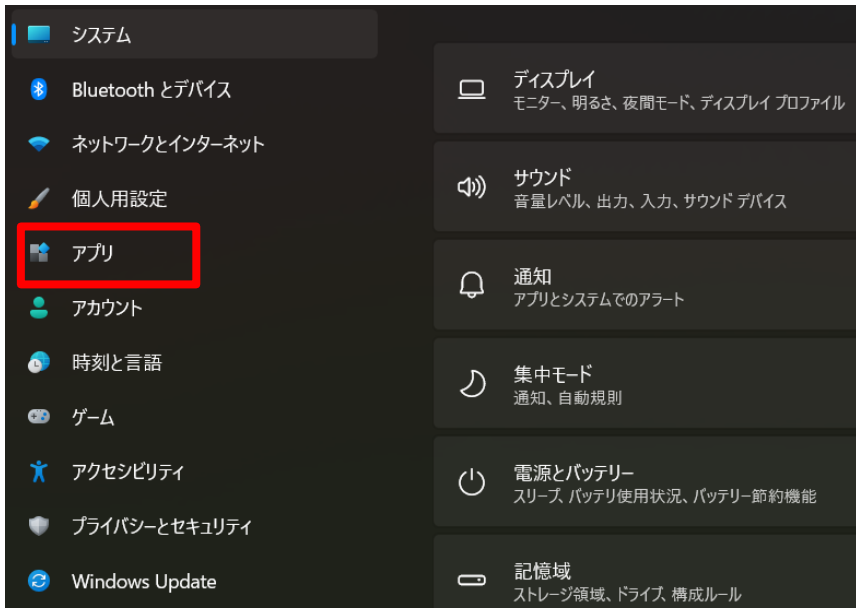 システム
Bluetooth とデバイス
ネットワークとインターネット
個人用設定
アプリ
アカウント
時刻と言語
ゲーム
アクセシビリティ
プライバシーとセキュリティ
Windows Update
ディスプレイ
モニター、明るさ、夜間モード、ディスプレイ プロファイル
サウンド
音量レベル、出力、入力、サウンド デバイス
通知
アプリとシステムでのアラート
集中モード
通知、自動規則
電源とバッテリー
スリープ、バッテリ使用状況、バッテリー節約機能
記憶域
ストレージ領域、ドライブ、構成ルール